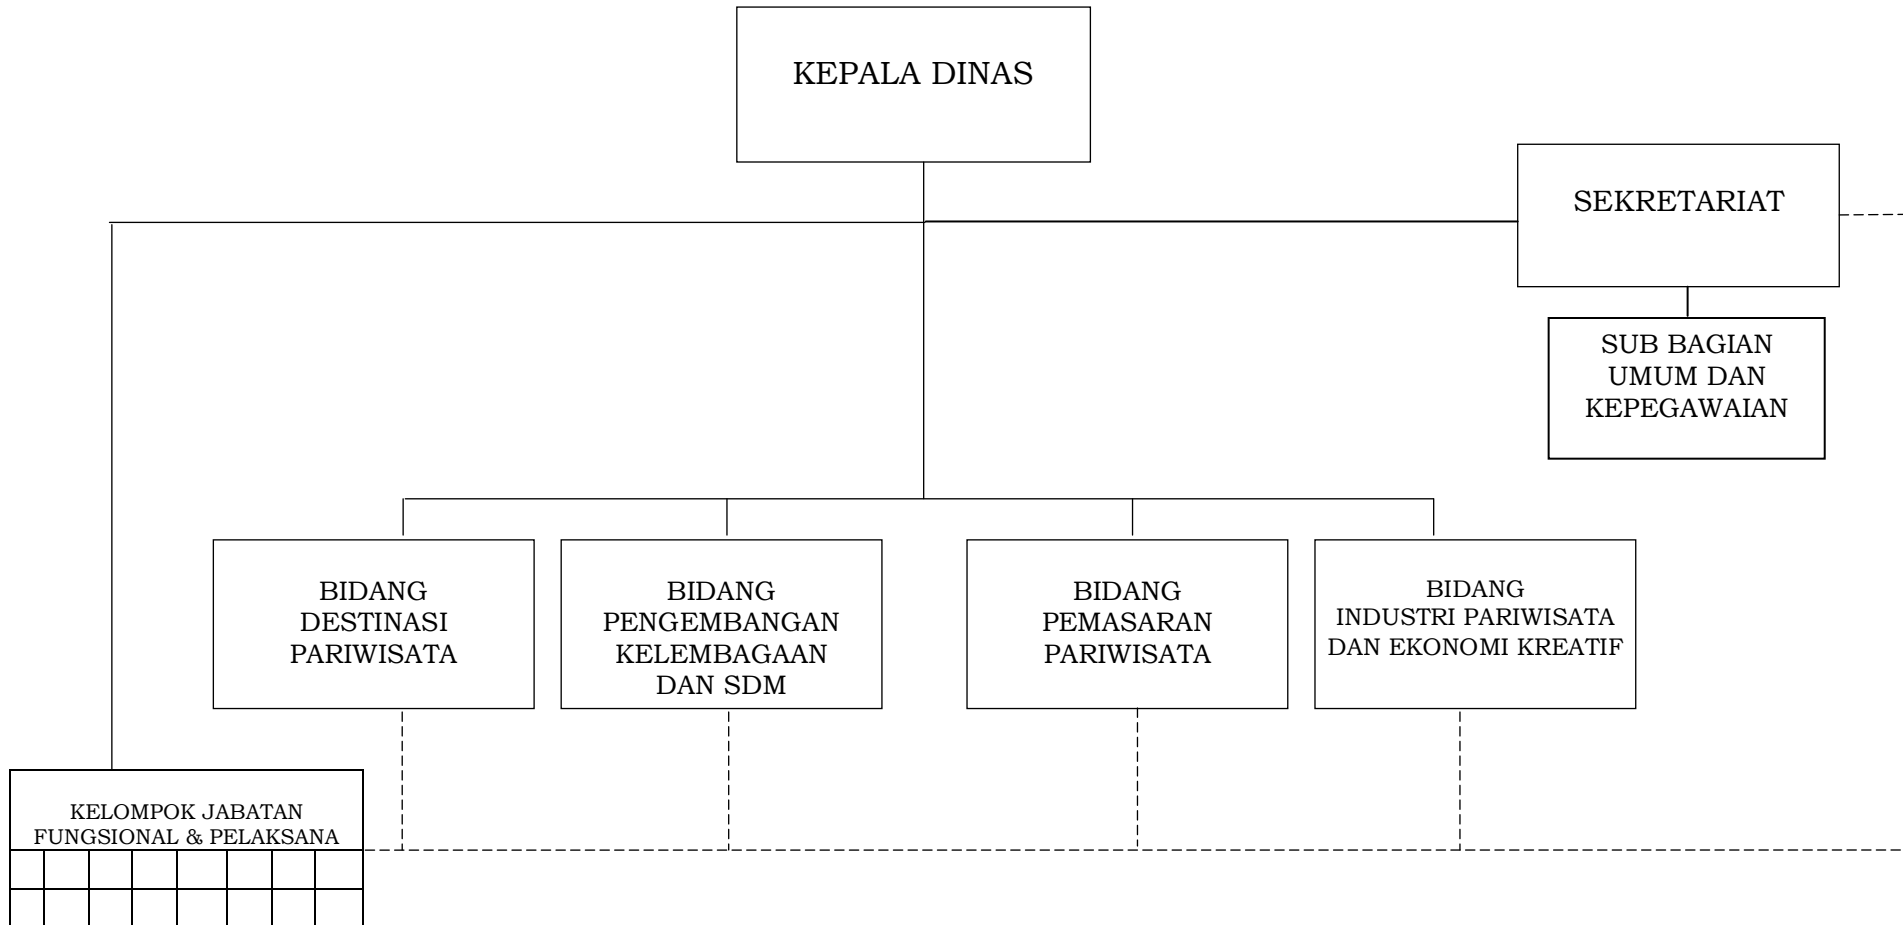 KEPALA DINAS
SEKRETARIAT
SUB BAGIAN
UMUM DAN
KEPEGAWAIAN
BIDANG
DESTINASI
PARIWISATA
BIDANG
PENGEMBANGAN
KELEMBAGAAN
DAN SDM
BIDANG
PEMASARAN
PARIWISATA
BIDANG
INDUSTRI PARIWISATA
DAN EKONOMI KREATIF
KELOMPOK JABATAN
FUNGSIONAL & PELAKSANA